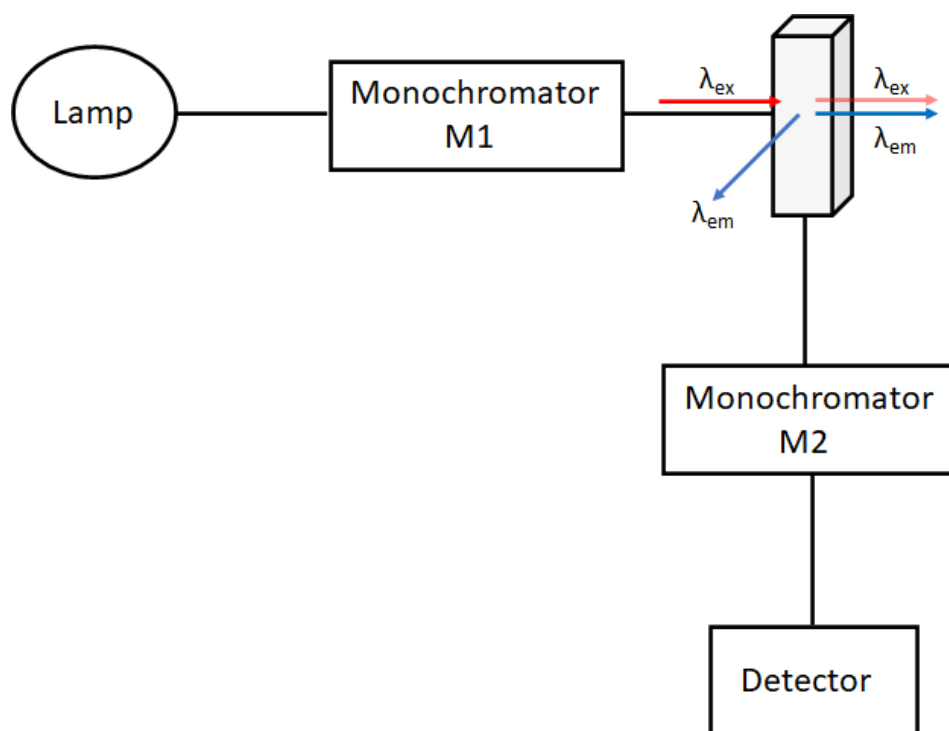 Lamp
Monochromator
M1
λex
λex
λem
λem
Monochromator
M2
Detector